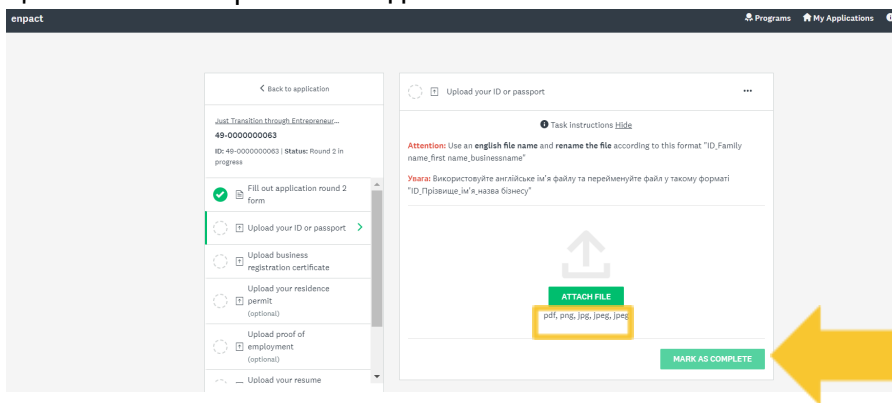 enpact
Programs
My Applications
Back to application
Just Transition through Entrepreneur...
49-0000000063
ID: 49-0000000063 | Status: Round 2 in
progress
Fill out application round 2
form
Upload your ID or passport
Upload business
registration certificate
Upload your residence
permit
(optional)
Upload proof of
employment
(optional)
Upload your resume
Upload your ID or passport
...
Task instructions Hide
Attention: Use an english file name and rename the file according to this format "ID_Family
name_first name_businessname"
Увага: Використовуйте англійське ім'я файлу та перейменуйте файл у такому форматі
"ID_Прізвище_ім'я_назва бізнесу"
ATTACH FILE
pdf, png, jpg, jpeg, jpeg
MARK AS COMPLETE